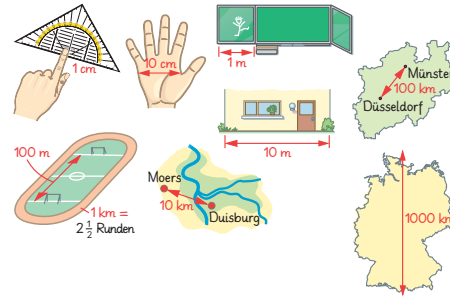 1 cm
10 cm
1 m
Münster
100 km
Düsseldorf
10 m
100 m
1 km =
2 1/2 Runden
Moers
10 km
Duisburg
1000 km